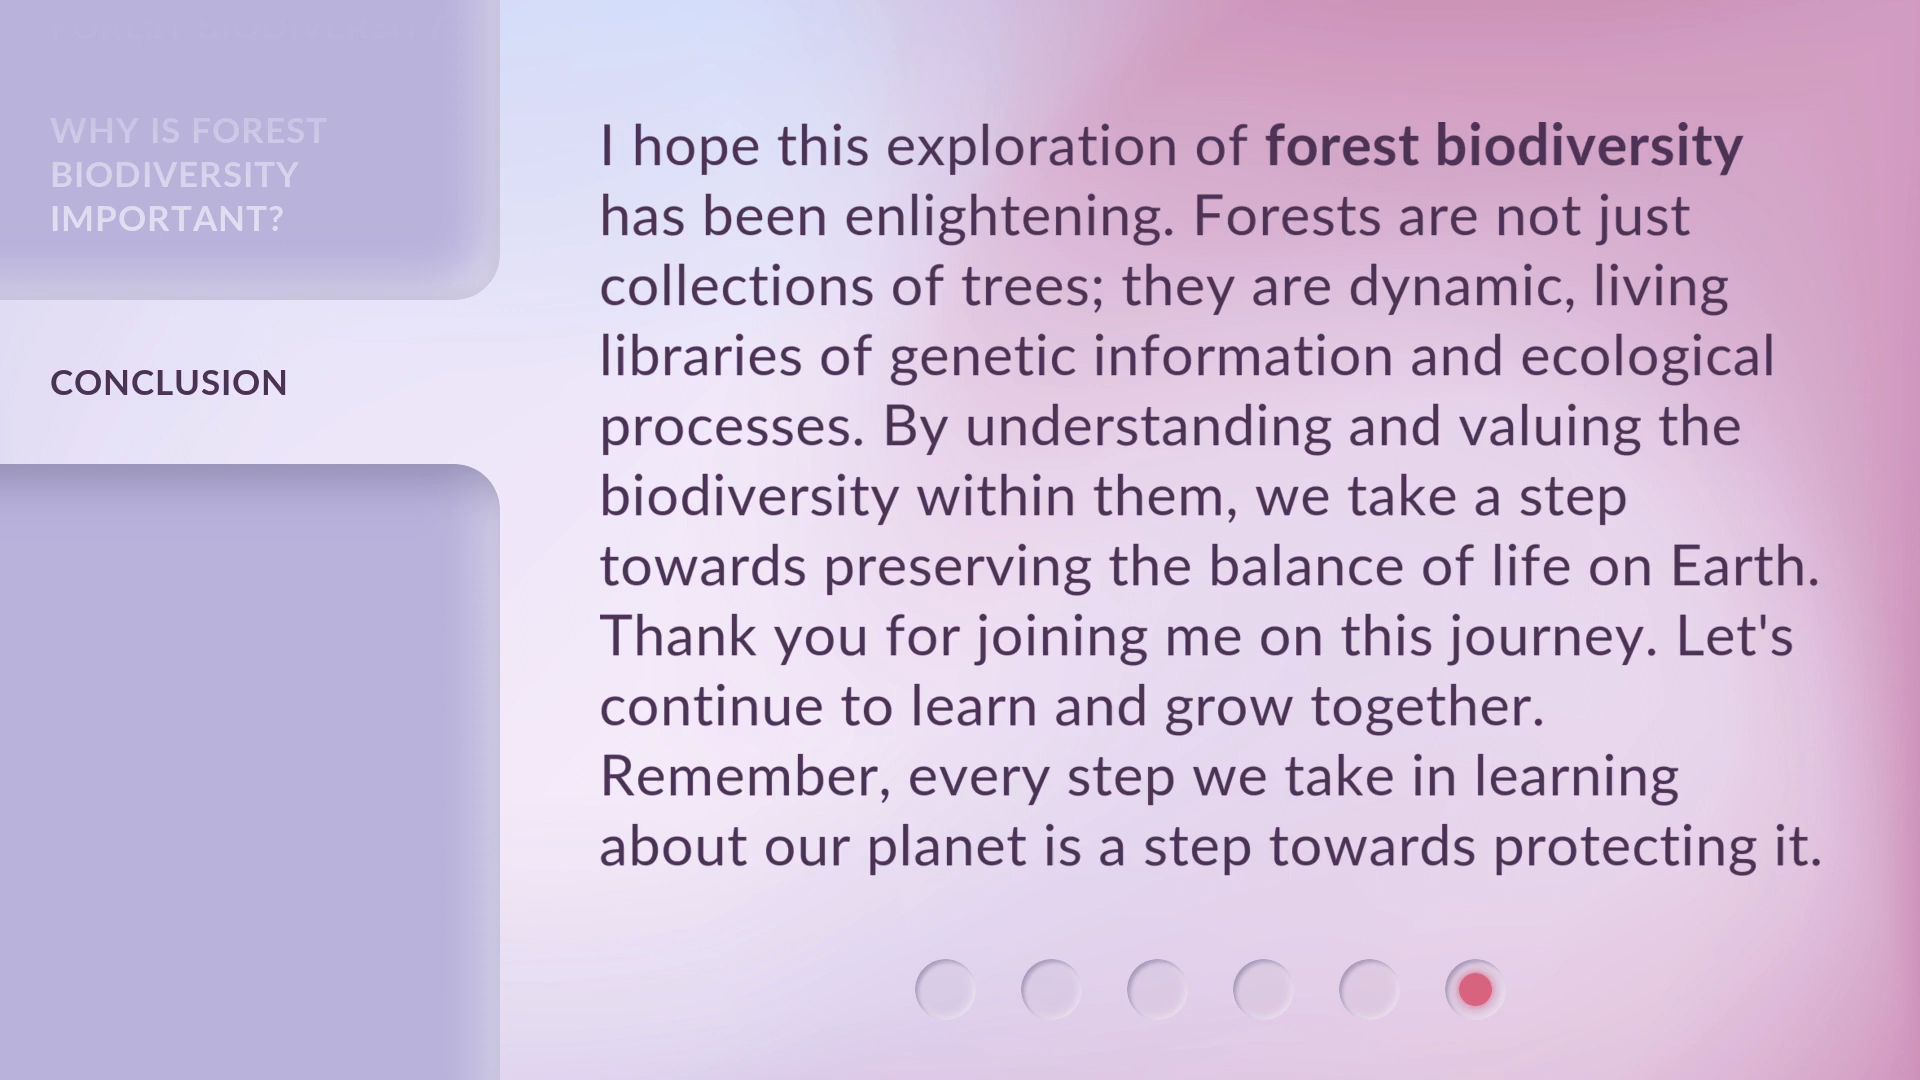 FOREST BIODIVERSITY
WHY IS FOREST
BIODIVERSITY
IMPORTANT?
CONCLUSION
I hope this exploration of forest biodiversity
has been enlightening. Forests are not just
collections of trees; they are dynamic, living
libraries of genetic information and ecological
processes. By understanding and valuing the
biodiversity within them, we take a step
towards preserving the balance of life on Earth.
Thank you for joining me on this journey. Let's
continue to learn and grow together.
Remember, every step we take in learning
about our planet is a step towards protecting it.